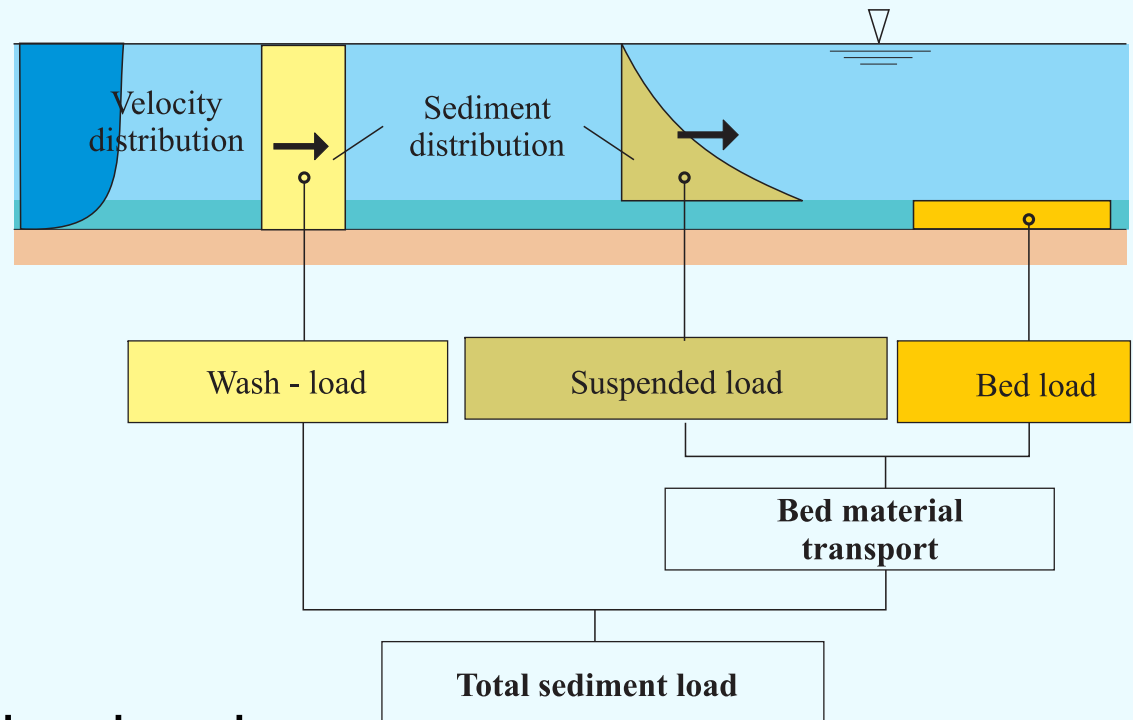 Velocity
distribution
Sediment
distribution
Wash - load
Suspended load
Bed load
Bed material
transport
Total sediment load